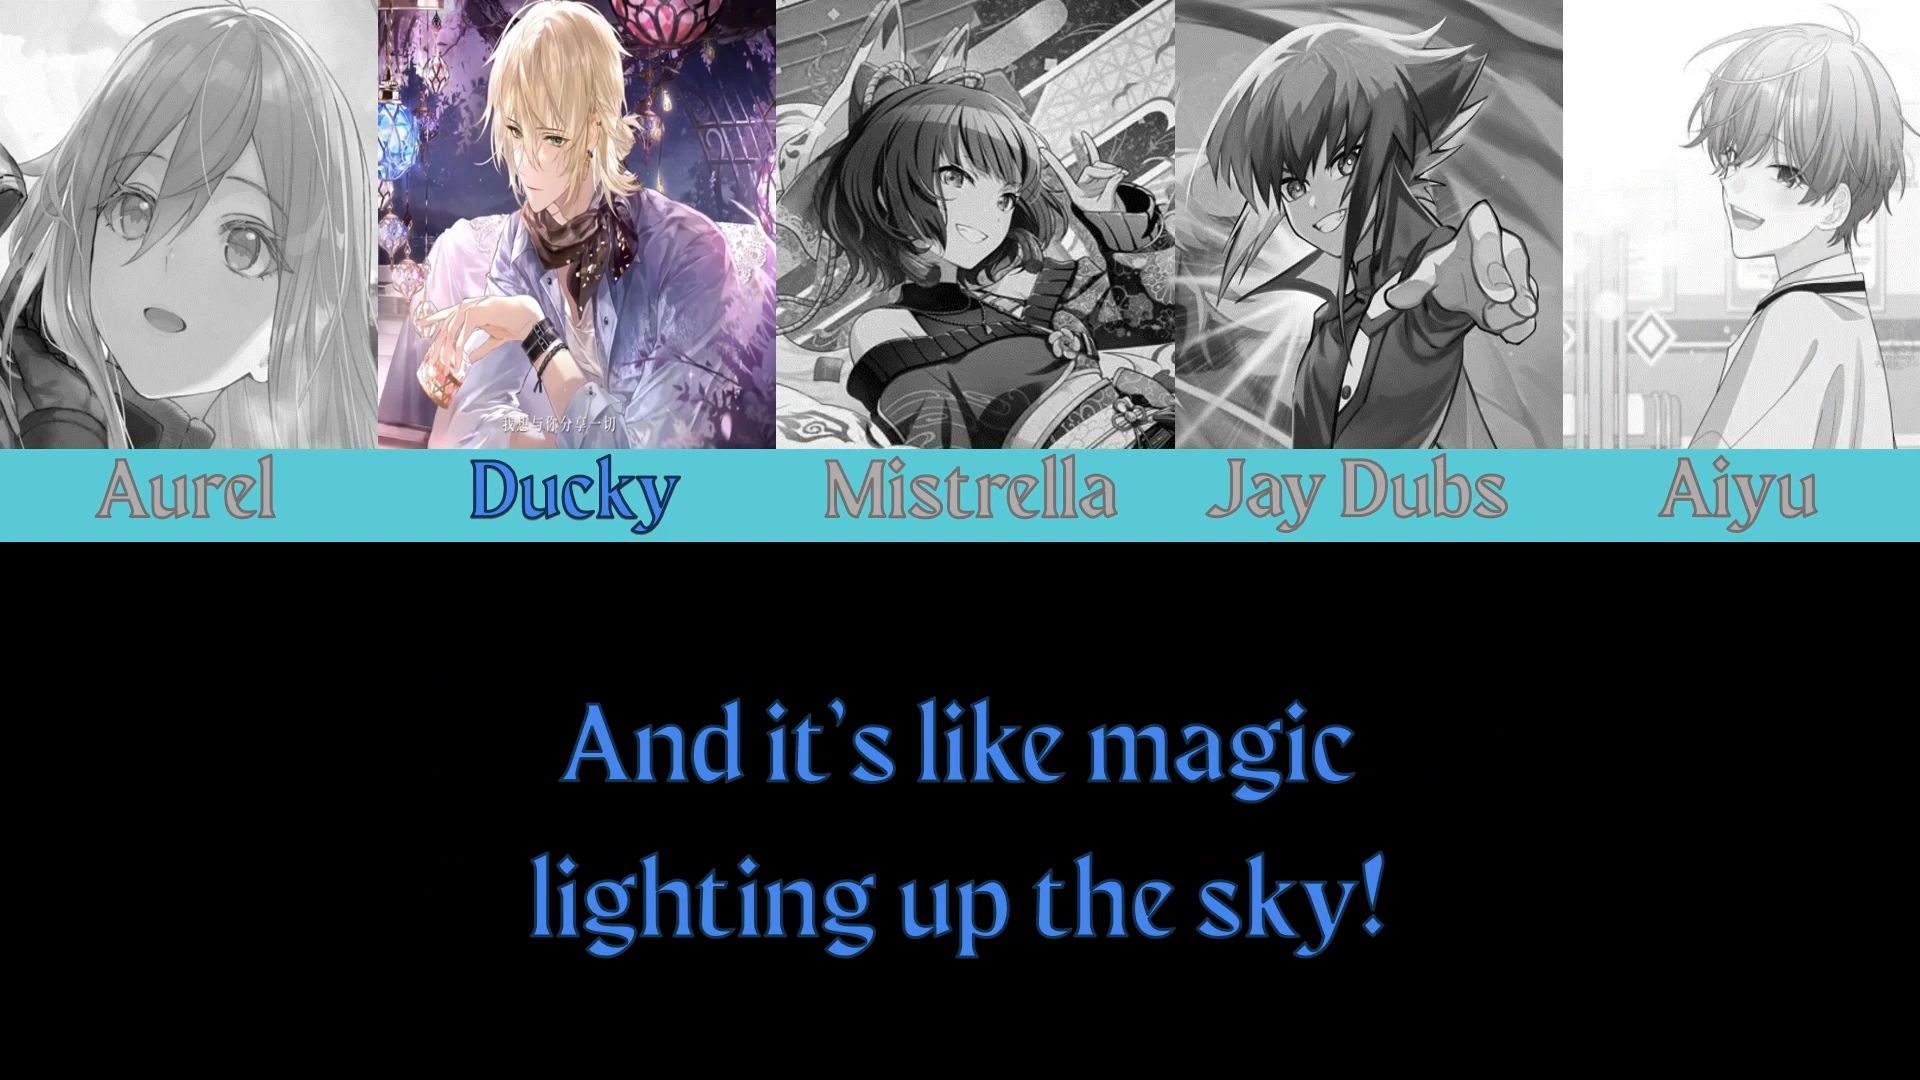 我想与你分享一切
Aurel
Ducky
Mistrella
Jay Dubs
Aiyu
And it's like magic
lighting up the sky!